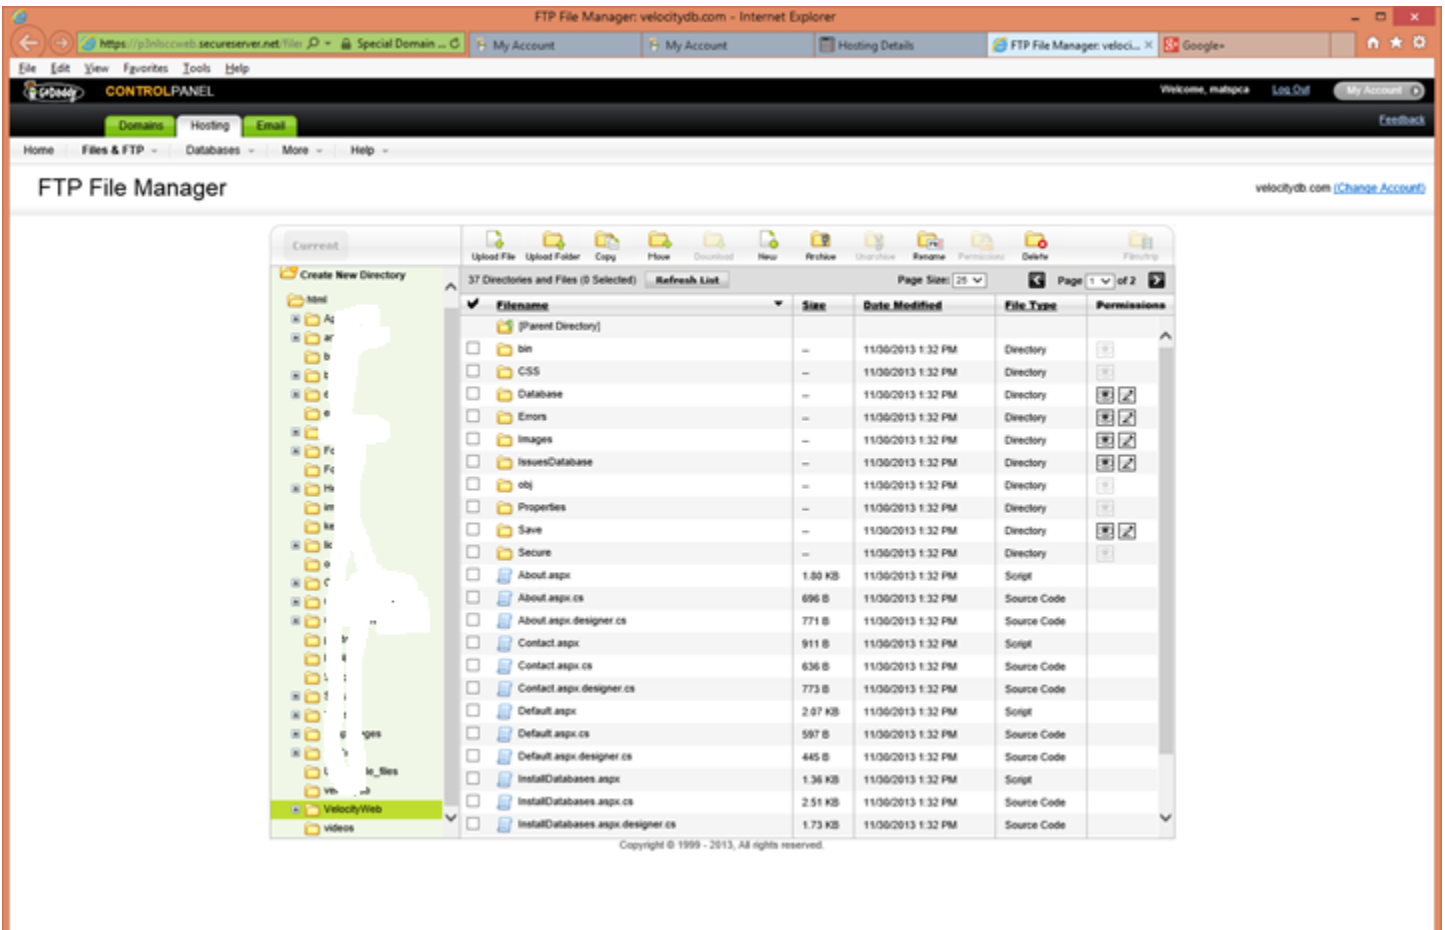 FTP File Manager: velocitydb.com - Internet Explorer
https://p3nlsccweb.secureserver.net/filer Special Domain ... My Account My Account Hosting Details FTP File Manager: veloci... Google+
File Edit View Favorites Tools Help
GoDaddy CONTROLPANEL Welcome, matspca Log Out My Account
Domains Hosting Email Feedback
Home Files & FTP Databases More Help
FTP File Manager velocitydb.com (Change Account)
Current
Upload File Upload Folder Copy Move Download New Archive Unarchive Rename Permissions Delete Filmstrip
Create New Directory
37 Directories and Files (0 Selected) Refresh List Page Size: 25 Page 1 of 2
html
VelocityWeb
videos
Filename Size Date Modified File Type Permissions
[Parent Directory]
bin -- 11/30/2013 1:32 PM Directory
CSS -- 11/30/2013 1:32 PM Directory
Database -- 11/30/2013 1:32 PM Directory
Errors -- 11/30/2013 1:32 PM Directory
Images -- 11/30/2013 1:32 PM Directory
IssuesDatabase -- 11/30/2013 1:32 PM Directory
obj -- 11/30/2013 1:32 PM Directory
Properties -- 11/30/2013 1:32 PM Directory
Save -- 11/30/2013 1:32 PM Directory
Secure -- 11/30/2013 1:32 PM Directory
About.aspx 1.80 KB 11/30/2013 1:32 PM Script
About.aspx.cs 696 B 11/30/2013 1:32 PM Source Code
About.aspx.designer.cs 771 B 11/30/2013 1:32 PM Source Code
Contact.aspx 911 B 11/30/2013 1:32 PM Script
Contact.aspx.cs 636 B 11/30/2013 1:32 PM Source Code
Contact.aspx.designer.cs 773 B 11/30/2013 1:32 PM Source Code
Default.aspx 2.07 KB 11/30/2013 1:32 PM Script
Default.aspx.cs 597 B 11/30/2013 1:32 PM Source Code
Default.aspx.designer.cs 445 B 11/30/2013 1:32 PM Source Code
InstallDatabases.aspx 1.36 KB 11/30/2013 1:32 PM Script
InstallDatabases.aspx.cs 2.51 KB 11/30/2013 1:32 PM Source Code
InstallDatabases.aspx.designer.cs 1.73 KB 11/30/2013 1:32 PM Source Code
Copyright © 1999 - 2013, All rights reserved.